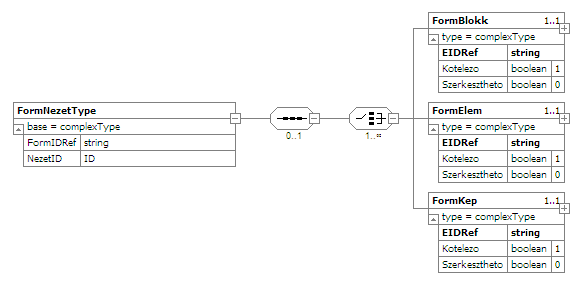 FormBlokk 1..1
type = complexType
EIDRef string
Kotelezo boolean 1
Szerkesztheto boolean 0
FormNezetType
base = complexType
FormIDRef string
NezetID ID
0..1
1..∞
FormElem 1..1
type = complexType
EIDRef string
Kotelezo boolean 1
Szerkesztheto boolean 0
FormKep 1..1
type = complexType
EIDRef string
Kotelezo boolean 1
Szerkesztheto boolean 0